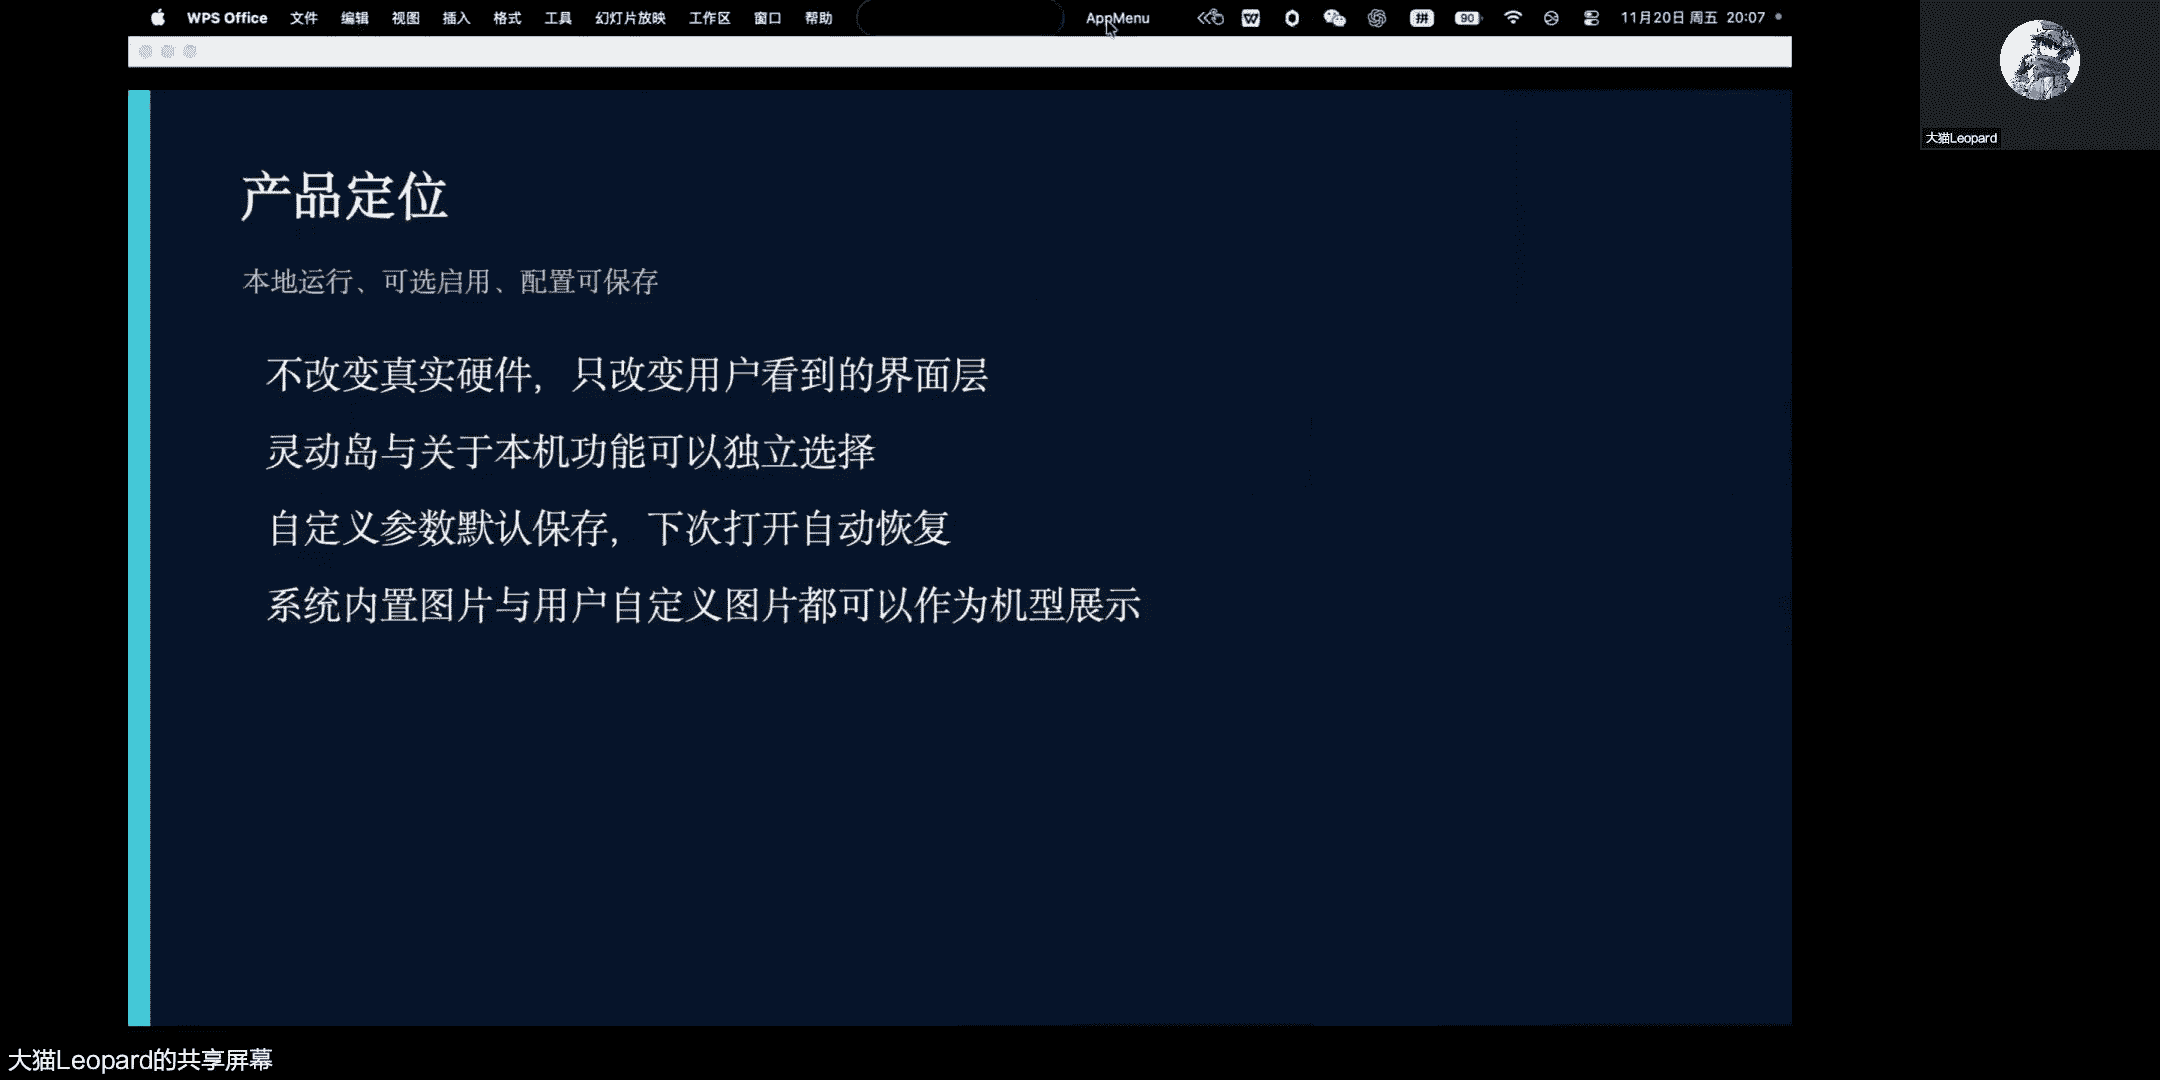 WPS Office 文件 编辑 视图 插入 格式 工具 幻灯片放映 工作区 窗口 帮助 AppMenu 拼 90 11月20日 周五 20:07
大猫Leopard
产品定位
本地运行、可选启用、配置可保存
不改变真实硬件，只改变用户看到的界面层
灵动岛与关于本机功能可以独立选择
自定义参数默认保存，下次打开自动恢复
系统内置图片与用户自定义图片都可以作为机型展示
大猫Leopard的共享屏幕